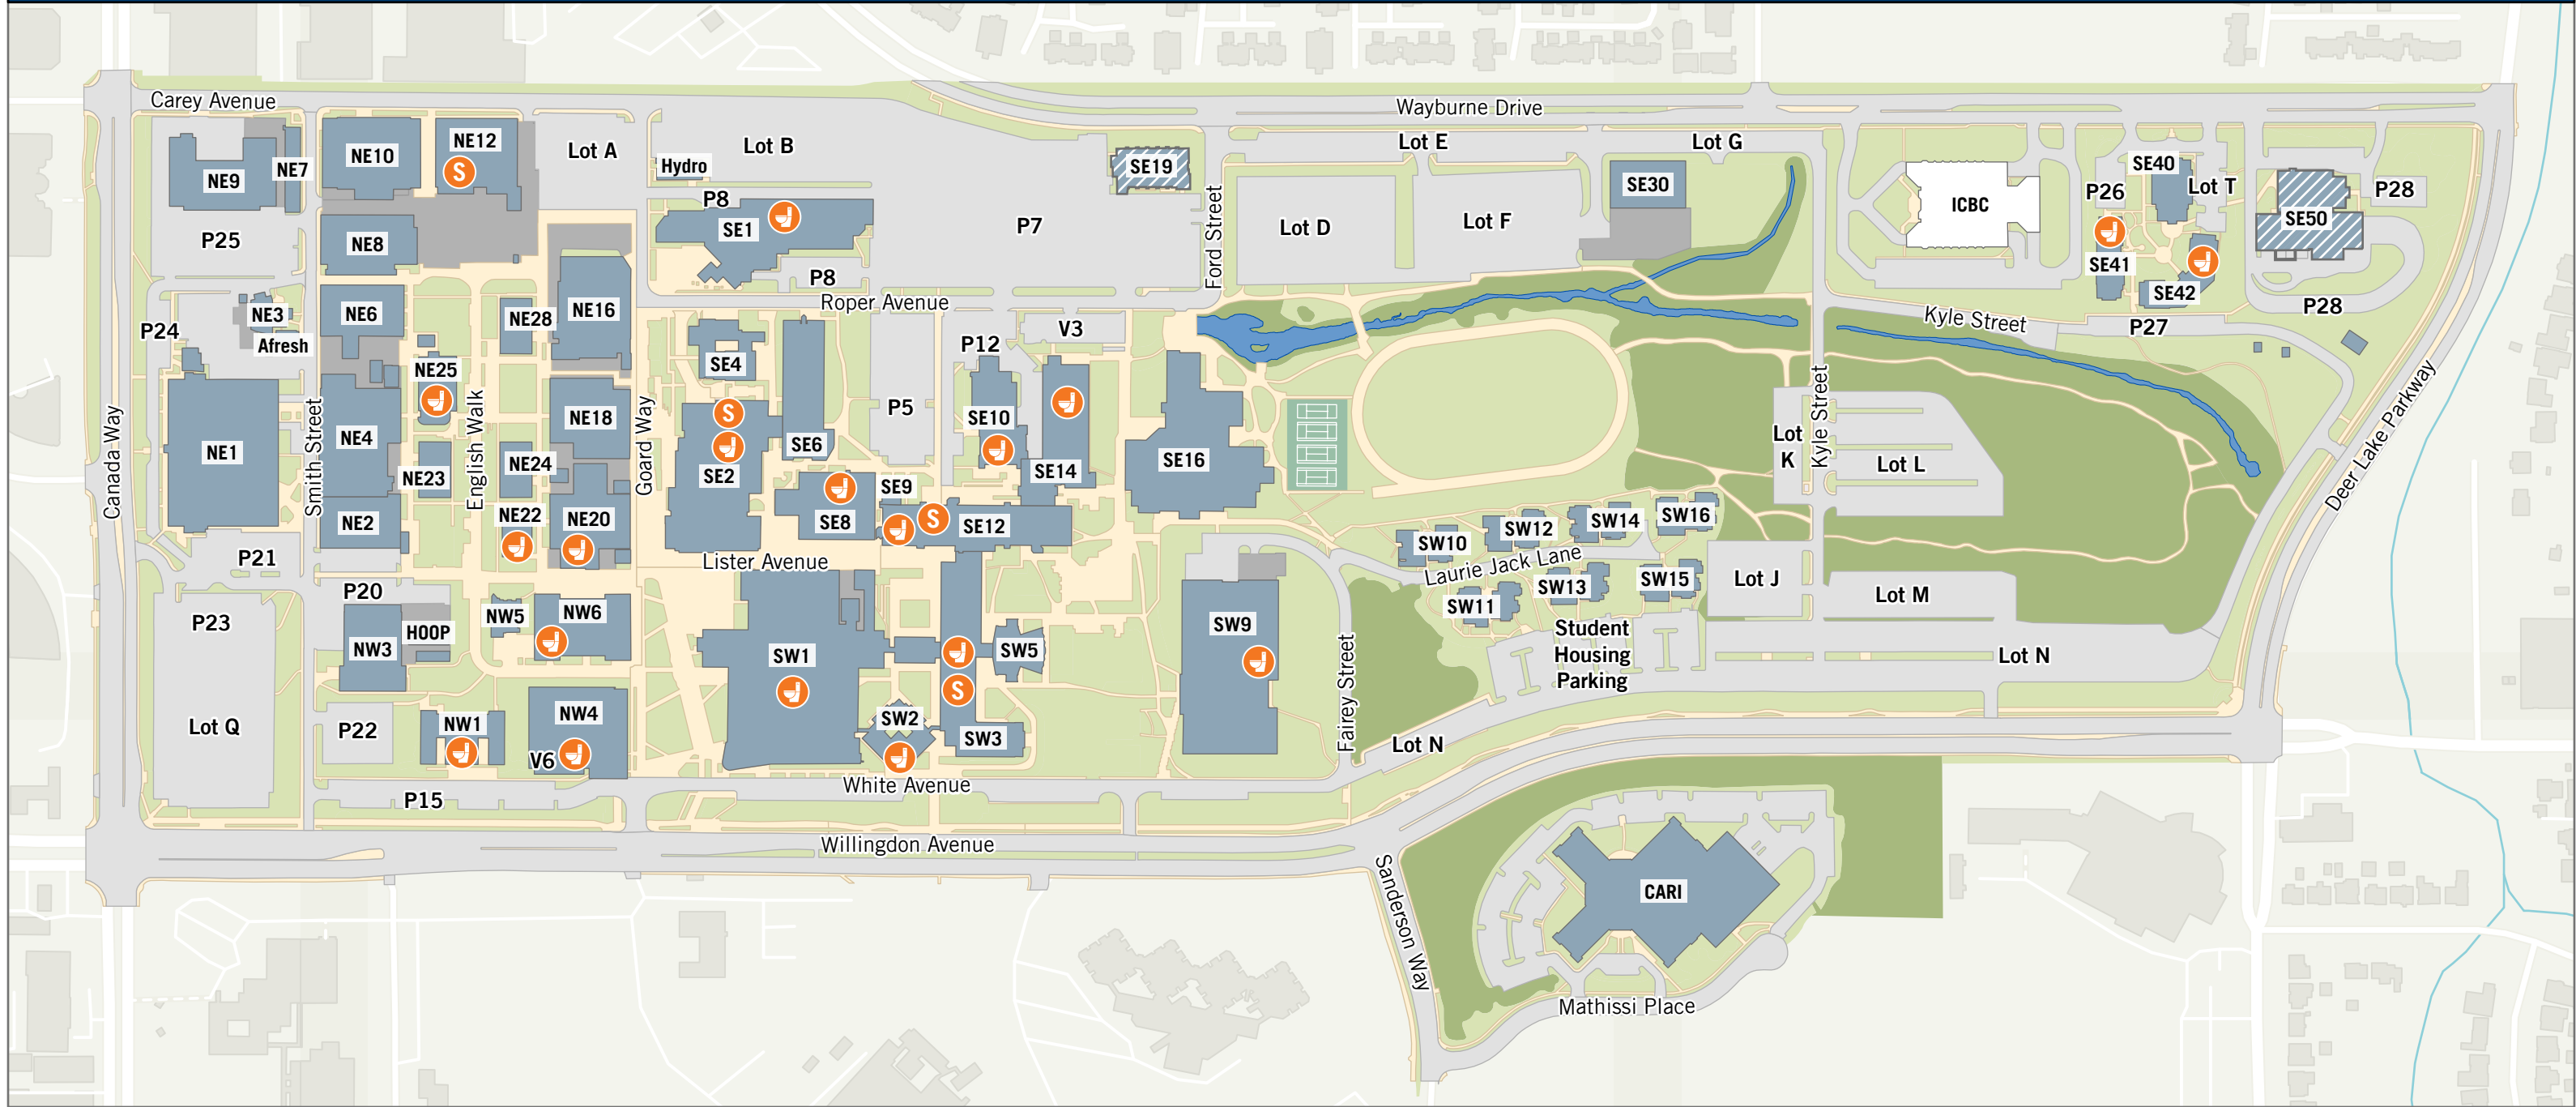 Carey Avenue
Wayburne Drive
NE10
NE12
S
Lot A
Lot B
Lot E
Lot G
NE9
NE7
Hydro
SE19
SE30
SE40
Lot T
P26
P28
ICBC
SE50
P8
SE1
P7
Ford Street
Lot D
Lot F
P25
NE8
SE41
SE42
P8
Roper Avenue
P28
P24
NE3
Afresh
NE6
NE28
NE16
V3
Kyle Street
P27
SE4
P12
NE25
Canada Way
NE1
Smith Street
NE4
English Walk
NE18
Goard Way
S
SE2
SE6
P5
SE10
SE14
SE16
Lot
K
Kyle Street
Lot L
Deer Lake Parkway
NE23
NE24
SE9
NE2
NE22
NE20
SE8
S
SE12
SW10
SW12
SW14
SW16
P21
Lister Avenue
Laurie Jack Lane
SW11
SW13
SW15
Lot J
Lot M
P20
P23
NW3
HOOP
NW5
NW6
SW1
SW5
SW9
Fairey Street
Student
Housing
Parking
Lot N
S
Lot Q
P22
NW1
NW4
V6
SW2
SW3
Lot N
White Avenue
P15
Willingdon Avenue
Sanderson Way
CARI
Mathissi Place